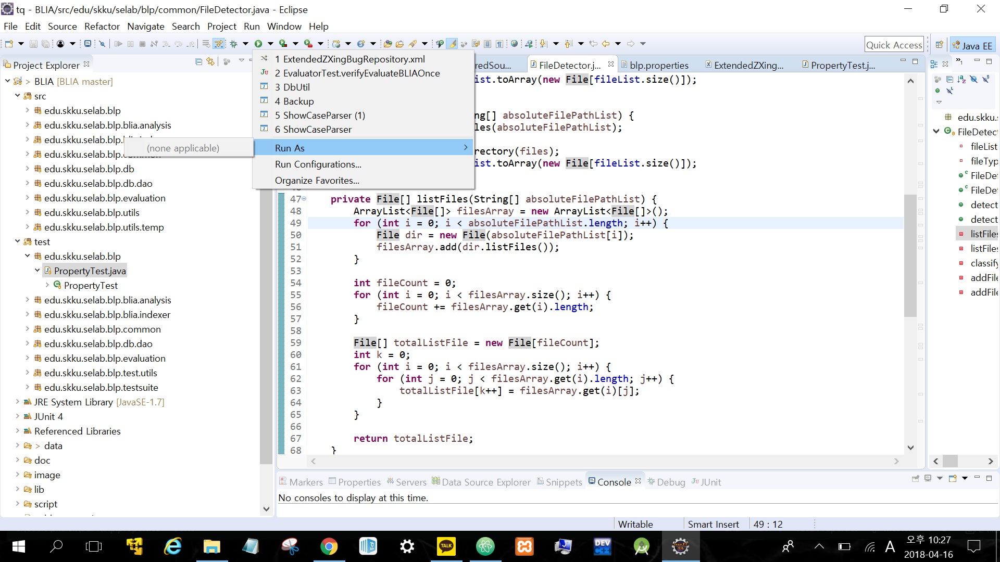 tq - BLIA/src/edu/skku/selab/blp/common/FileDetector.java - Eclipse
File Edit Source Refactor Navigate Search Project Run Window Help
Quick Access
Java EE
Project Explorer
BLIA [BLIA master]
src
edu.skku.selab.blp
edu.skku.selab.blp.blia.analysis
edu.skku.selab.blp.db
edu.skku.selab.blp.db.dao
edu.skku.selab.blp.evaluation
edu.skku.selab.blp.utils
edu.skku.selab.blp.utils.temp
test
edu.skku.selab.blp
PropertyTest.java
PropertyTest
edu.skku.selab.blp.blia.analysis
edu.skku.selab.blp.blia.indexer
edu.skku.selab.blp.common
edu.skku.selab.blp.db.dao
edu.skku.selab.blp.evaluation
edu.skku.selab.blp.test.utils
edu.skku.selab.blp.testsuite
JRE System Library [JavaSE-1.7]
JUnit 4
Referenced Libraries
> data
doc
image
lib
script
(none applicable)
1 ExtendedZXingBugRepository.xml
2 EvaluatorTest.verifyEvaluateBLIAOnce
3 DbUtil
4 Backup
5 ShowCaseParser (1)
6 ShowCaseParser
Run As
Run Configurations...
Organize Favorites...
redSou... FileDetector.j... blp.properties ExtendedZXing... PropertyTest.j...
ist.toArray(new File[fileList.size()]);
ng[] absoluteFilePathList) {
les(absoluteFilePathList);
rectory(files);
ist.toArray(new File[fileList.size()]);
47 private File[] listFiles(String[] absoluteFilePathList) {
48 ArrayList<File[]> filesArray = new ArrayList<File[]>();
49 for (int i = 0; i < absoluteFilePathList.length; i++) {
50 File dir = new File(absoluteFilePathList[i]);
51 filesArray.add(dir.listFiles());
52 }
53
54 int fileCount = 0;
55 for (int i = 0; i < filesArray.size(); i++) {
56 fileCount += filesArray.get(i).length;
57 }
58
59 File[] totalListFile = new File[fileCount];
60 int k = 0;
61 for (int i = 0; i < filesArray.size(); i++) {
62 for (int j = 0; j < filesArray.get(i).length; j++) {
63 totalListFile[k++] = filesArray.get(i)[j];
64 }
65 }
66
67 return totalListFile;
68 }
edu.skku.
FileDetec
fileList
fileTyp
FileDe
FileDe
detect
detect
listFiles
listFiles
classify
addFile
addFile
Markers Properties Servers Data Source Explorer Snippets Console Debug JUnit
No consoles to display at this time.
Writable Smart Insert 49 : 12
TALK
DEV C++
A
오후 10:27
2018-04-16